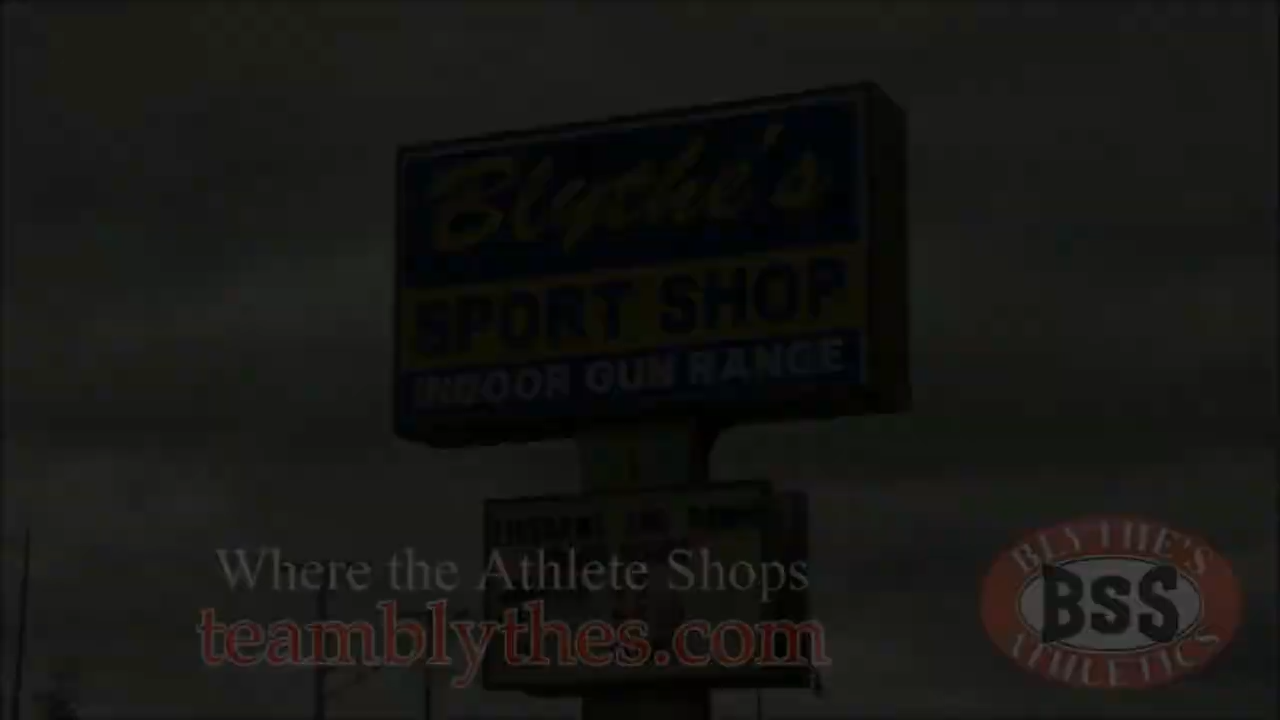 Blythe's
SPORT SHOP
INDOOR GUN RANGE
Where the Athlete Shops
teamblythes.com
BLYTHE'S
BSS
ATHLETICS